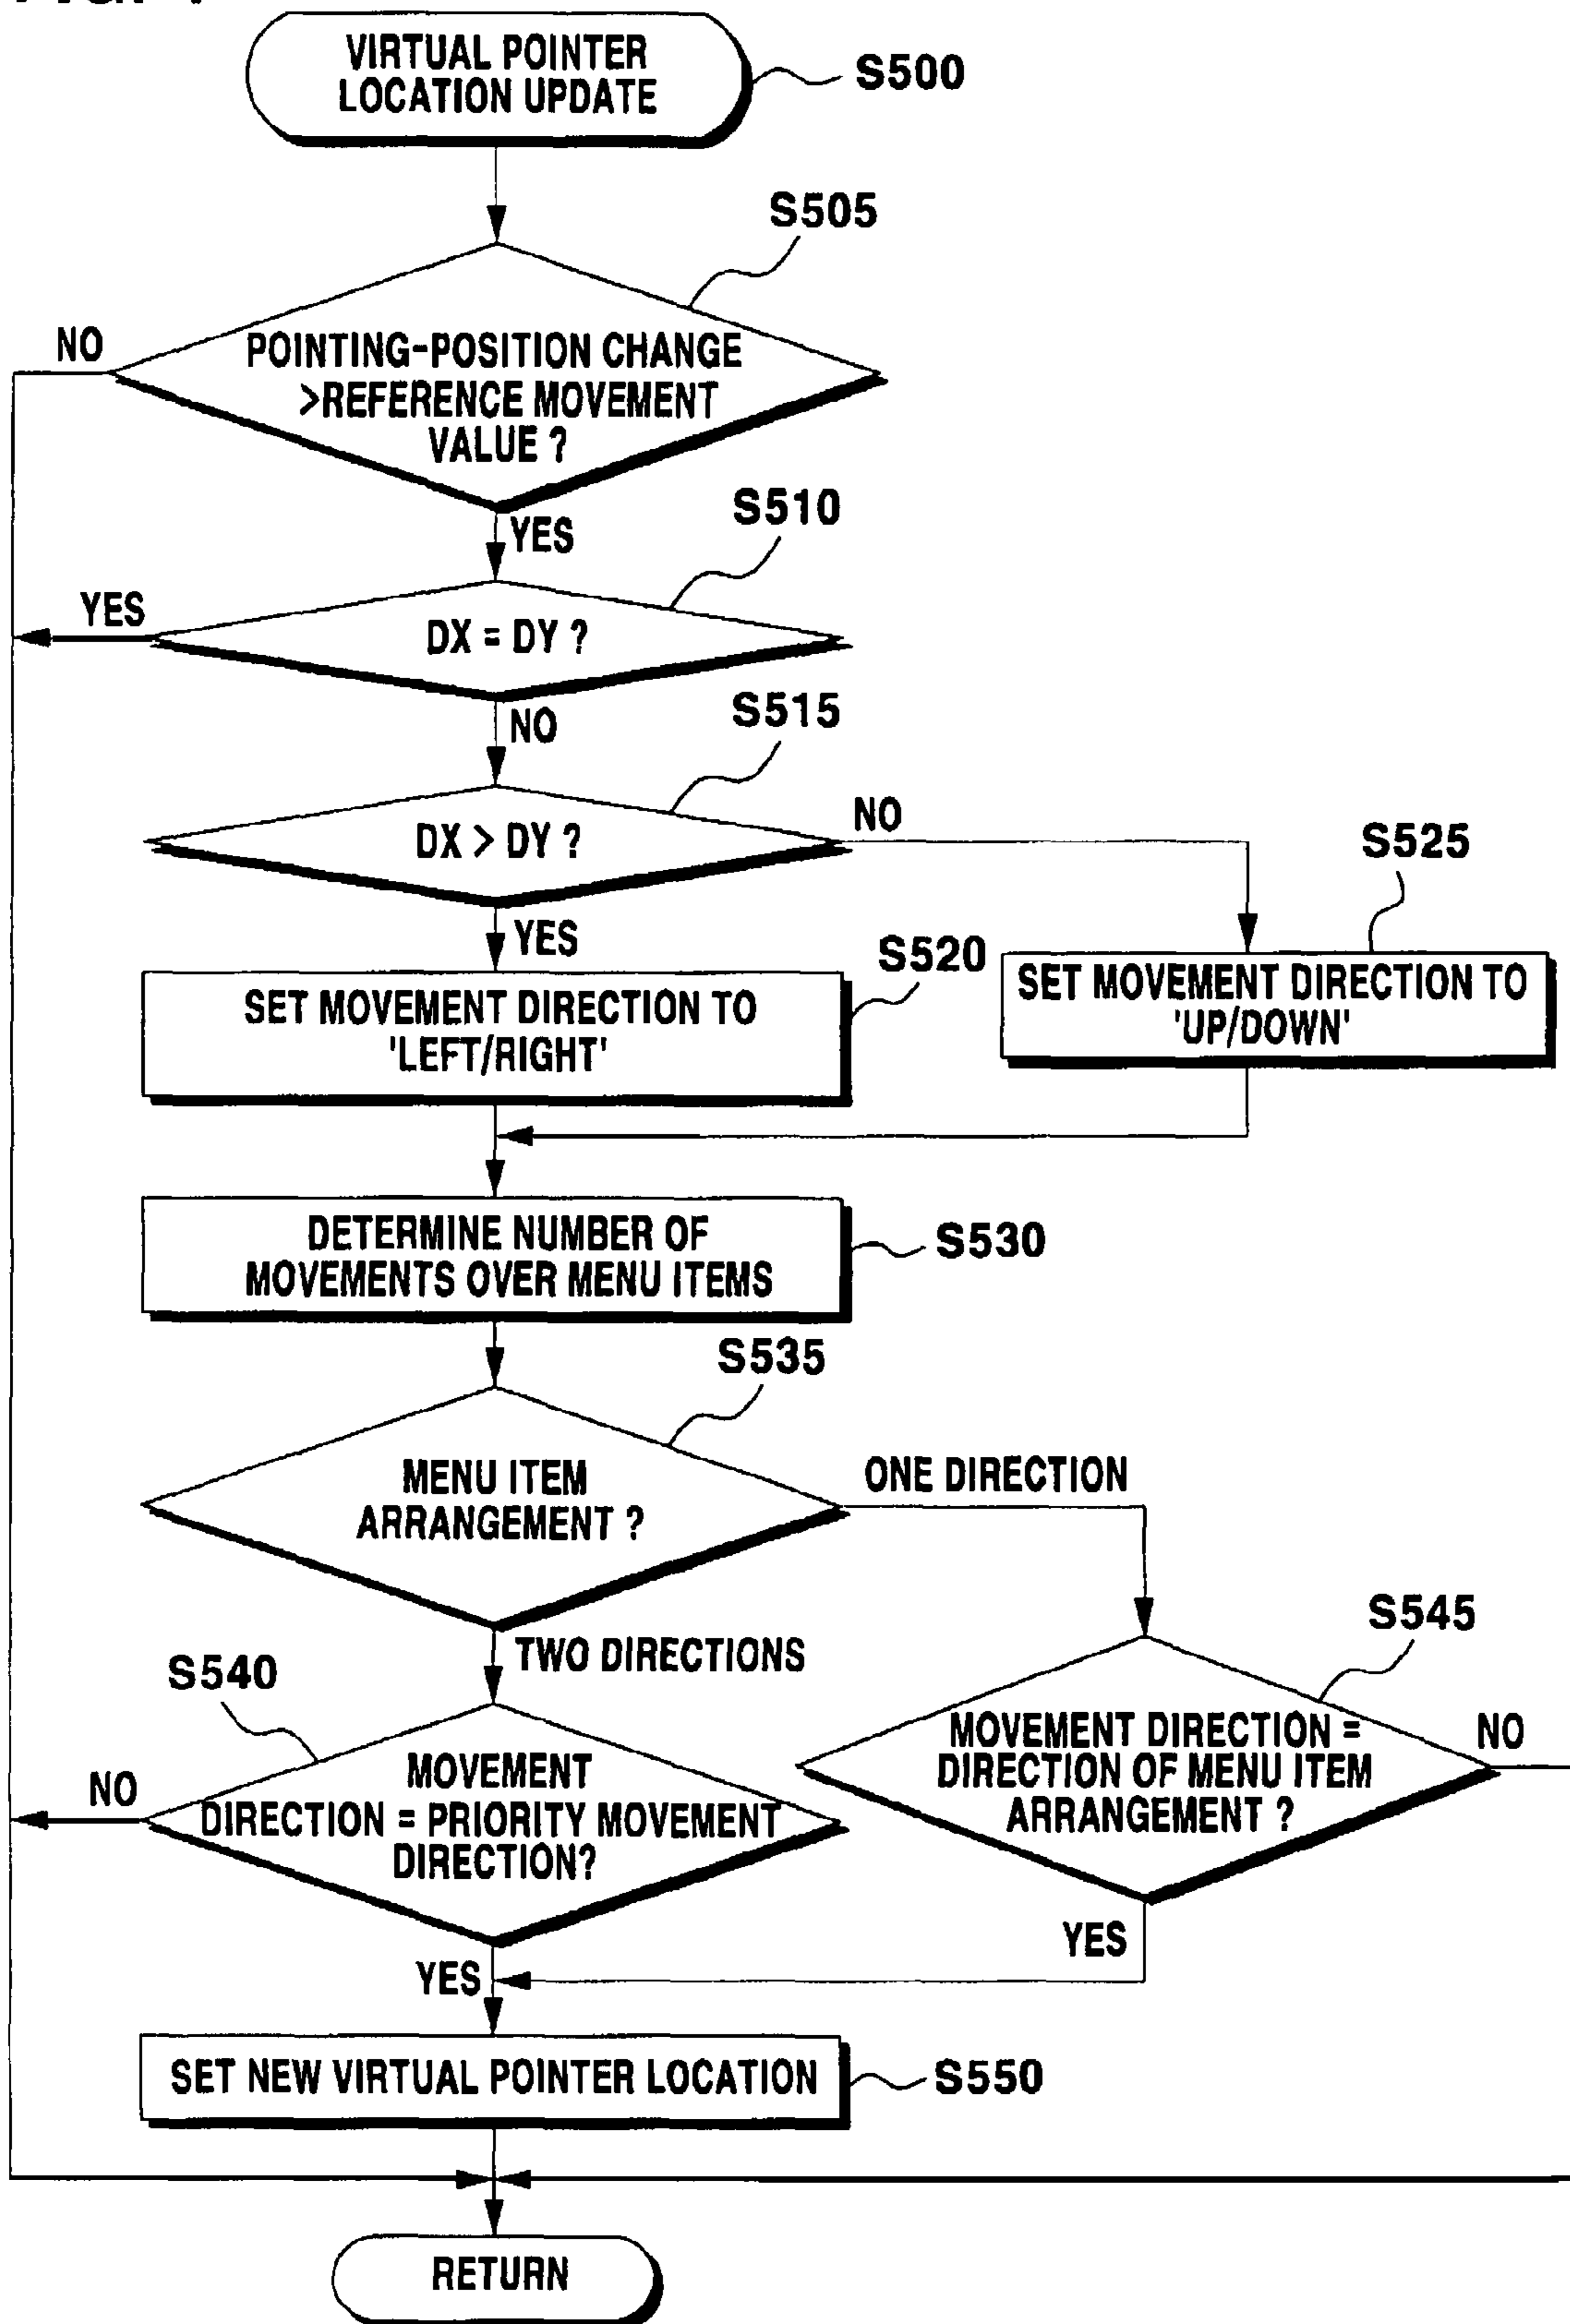 VIRTUAL POINTER
LOCATION UPDATE
S500
S505
NO
POINTING-POSITION CHANGE
>REFERENCE MOVEMENT
VALUE ?
S510
YES
YES
DX = DY ?
S515
NO
DX > DY ?
NO
S525
YES
S520
SET MOVEMENT DIRECTION TO
'LEFT/RIGHT'
SET MOVEMENT DIRECTION TO
'UP/DOWN'
DETERMINE NUMBER OF
MOVEMENTS OVER MENU ITEMS
S530
S535
MENU ITEM
ARRANGEMENT ?
ONE DIRECTION
S545
TWO DIRECTIONS
S540
NO
MOVEMENT
DIRECTION = PRIORITY MOVEMENT
DIRECTION?
MOVEMENT DIRECTION =
DIRECTION OF MENU ITEM
ARRANGEMENT ?
NO
YES
YES
SET NEW VIRTUAL POINTER LOCATION
S550
RETURN